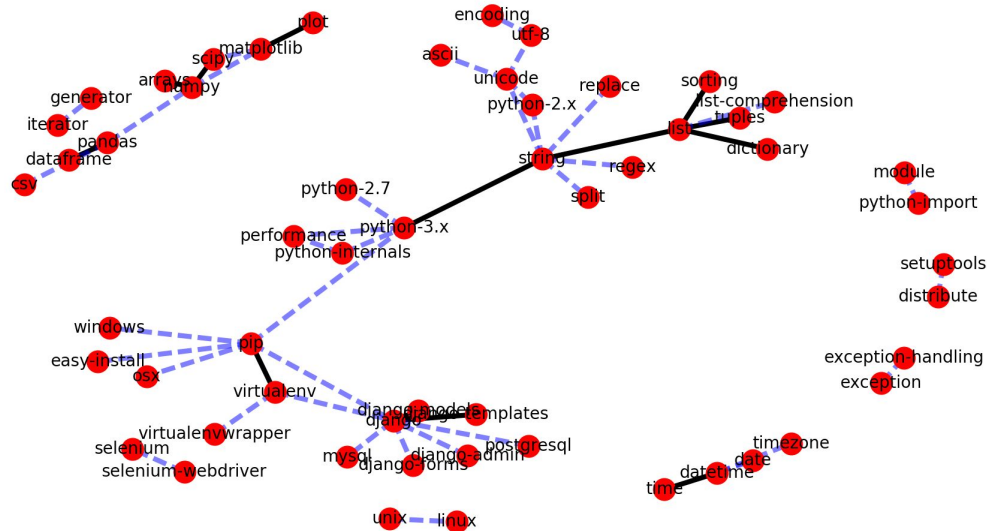 encoding
plot
utf-8
matplotlib
ascii
scipy
unicode
arrays
sorting
numpy
replace
generator
list-comprehension
python-2.x
tuples
iterator
list
pandas
dictionary
dataframe
string
regex
module
csv
python-2.7
split
python-import
python-3.x
performance
python-internals
setuptools
distribute
windows
pip
easy-install
exception-handling
osx
exception
virtualenv
django-models
django-templates
django
virtualenvwrapper
timezone
selenium
postgresql
mysql
django-admin
date
django-forms
selenium-webdriver
datetime
time
unix
linux